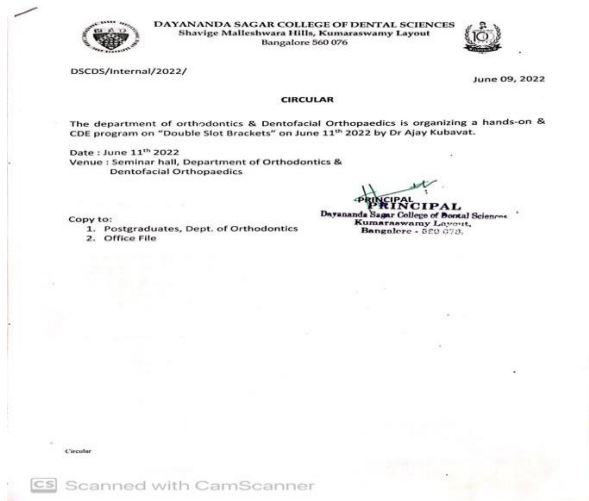 DAYANANDA SAGAR COLLEGE OF DENTAL SCIENCES
Shavige Malleshwara Hills, Kumaraswamy Layout
Bangalore 560 076
DSCDS/Internal/2022/
June 09, 2022
CIRCULAR
The department of orthodontics & Dentofacial Orthopaedics is organizing a hands-on &
CDE program on "Double Slot Brackets" on June 11th 2022 by Dr Ajay Kubavat.
Date : June 11th 2022
Venue : Seminar hall, Department of Orthodontics &
Dentofacial Orthopaedics
PRINCIPAL
PRINCIPAL
Dayananda Sagar College of Dental Sciences
Kumaraswamy Layout,
Bangalore - 560 078.
Copy to:
1. Postgraduates, Dept. of Orthodontics
2. Office File
Circular
CS Scanned with CamScanner